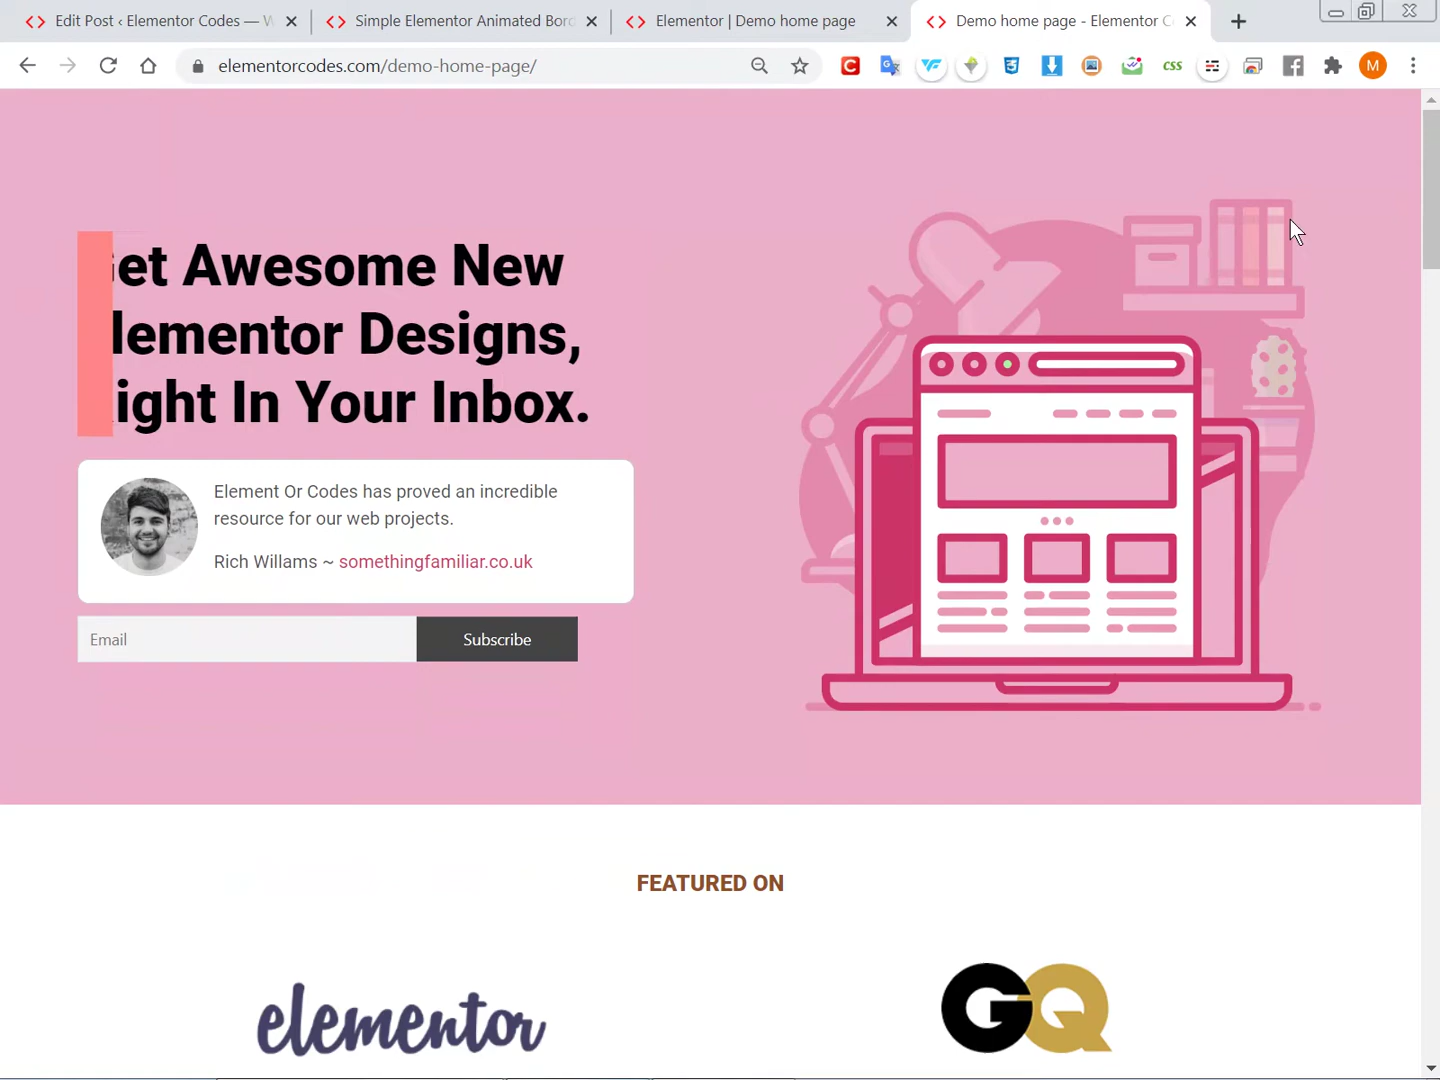 Edit Post ‹ Elementor Codes — W
Simple Elementor Animated Bord
Elementor | Demo home page
Demo home page - Elementor C
elementorcodes.com/demo-home-page/
css
M
et Awesome New
lementor Designs,
ight In Your Inbox.
Element Or Codes has proved an incredible
resource for our web projects.
Rich Willams ~ somethingfamiliar.co.uk
Email
Subscribe
FEATURED ON
elementor
GQ